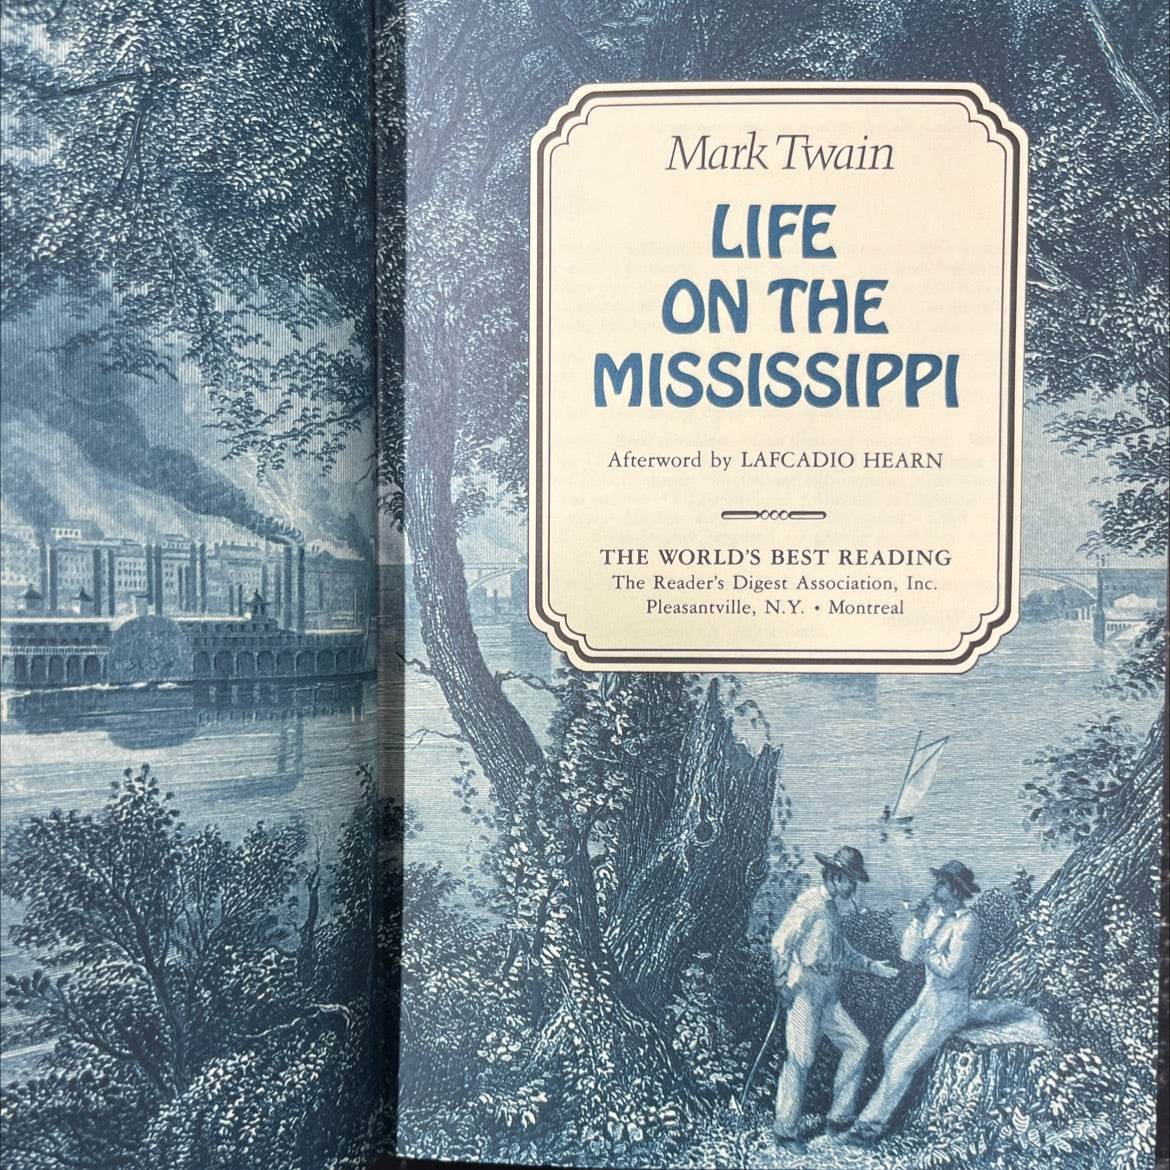 Mark Twain
LIFE
ON THE
MISSISSIPPI
Afterword by LAFCADIO HEARN
THE WORLD'S BEST READING
The Reader's Digest Association, Inc.
Pleasantville, N.Y. • Montreal